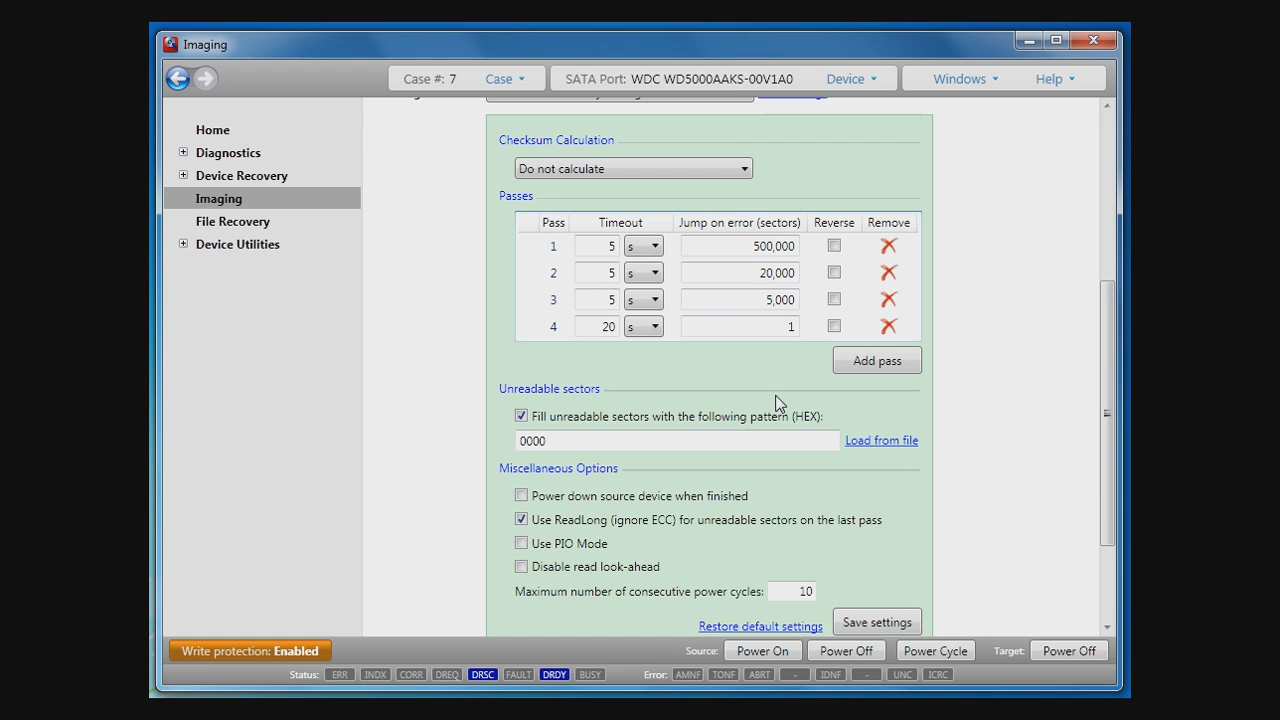 Imaging
Case #: 7 Case SATA Port: WDC WD5000AAKS-00V1A0 Device Windows Help
Home
Diagnostics
Device Recovery
Imaging
File Recovery
Device Utilities
Checksum Calculation
Do not calculate
Passes
Pass Timeout Jump on error (sectors) Reverse Remove
1 5 s 500,000
2 5 s 20,000
3 5 s 5,000
4 20 s 1
Add pass
Unreadable sectors
Fill unreadable sectors with the following pattern (HEX):
0000 Load from file
Miscellaneous Options
Power down source device when finished
Use ReadLong (ignore ECC) for unreadable sectors on the last pass
Use PIO Mode
Disable read look-ahead
Maximum number of consecutive power cycles: 10
Restore default settings Save settings
Write protection: Enabled Source: Power On Power Off Power Cycle Target: Power Off
Status: ERR INDX CORR DREQ DRSC FAULT DRDY BUSY Error: AMNF TONF ABRT - IDNF - UNC ICRC